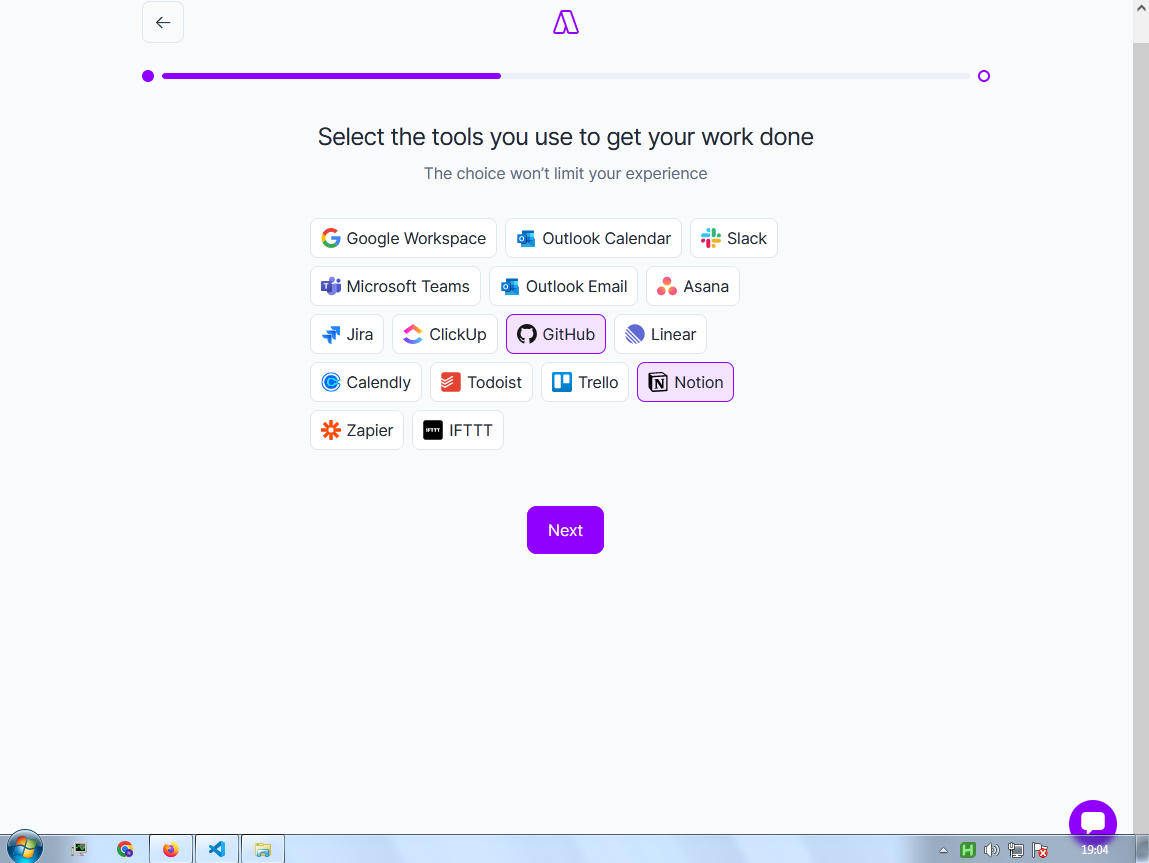 Select the tools you use to get your work done
The choice won’t limit your experience
Google Workspace Outlook Calendar Slack
Microsoft Teams Outlook Email Asana
Jira ClickUp GitHub Linear
Calendly Todoist Trello Notion
Zapier IFTTT IFTTT
Next
19:04